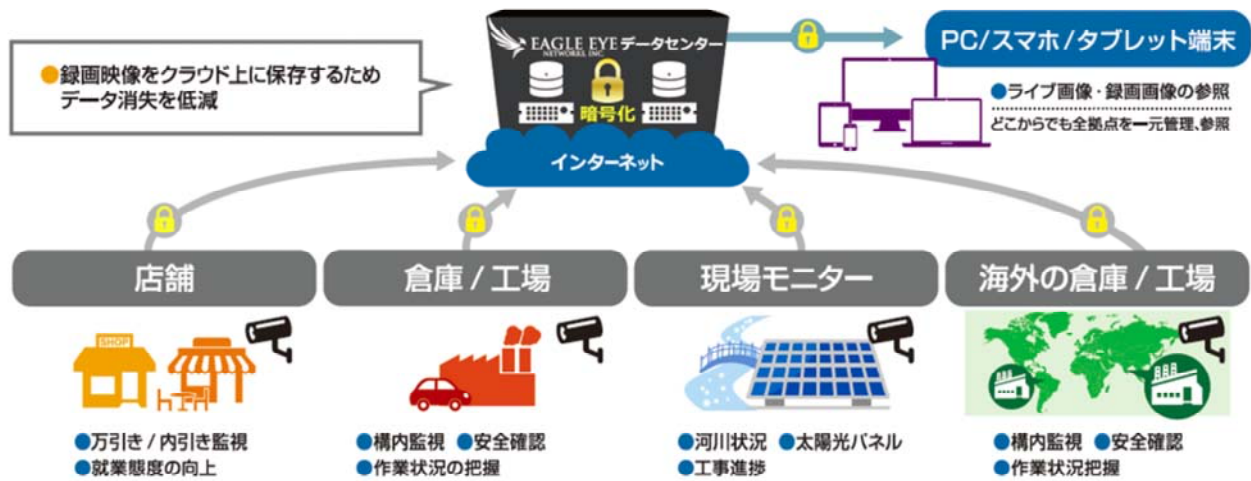 EAGLE EYE データセンター
NETWORKS, INC.
暗号化
インターネット
●録画映像をクラウド上に保存するため
データ消失を低減
PC/スマホ/タブレット端末
●ライブ画像・録画画像の参照
どこからでも全拠点を一元管理、参照
店舗
SHOP
●万引き / 内引き監視
●就業態度の向上
倉庫 / 工場
●構内監視 ●安全確認
●作業状況の把握
現場モニター
●河川状況 ●太陽光パネル
●工事進捗
海外の倉庫 / 工場
●構内監視 ●安全確認
●作業状況把握